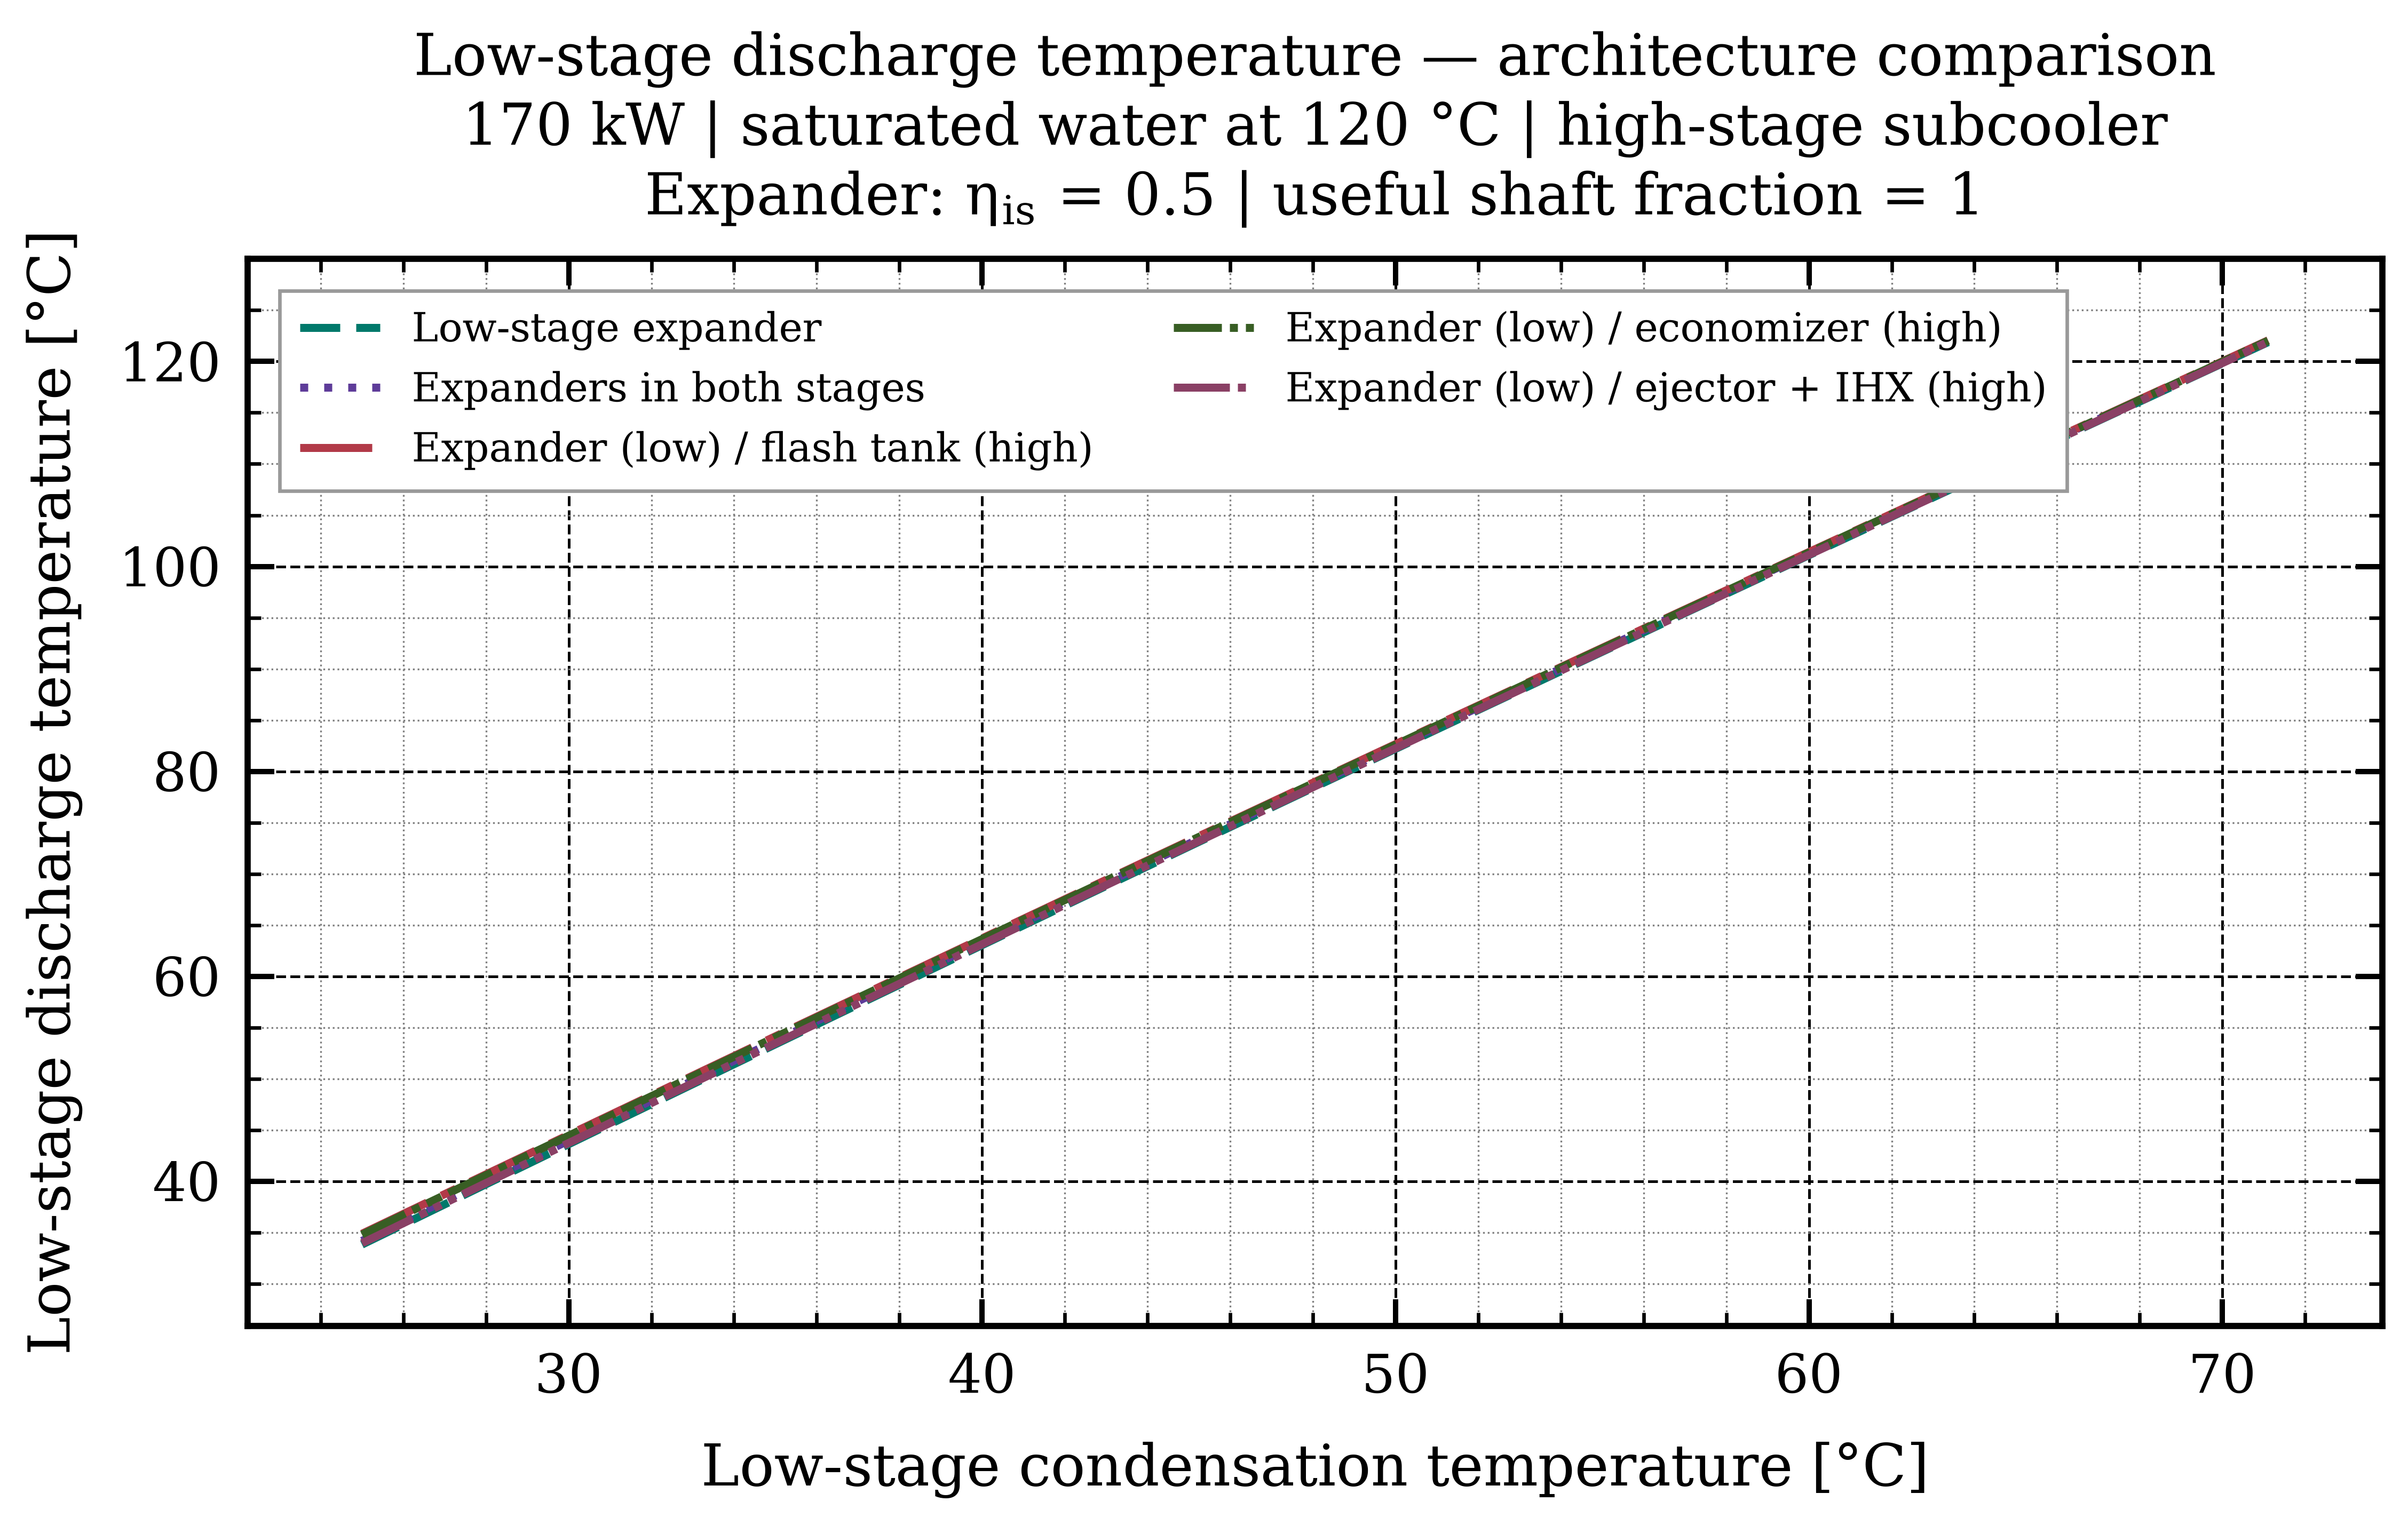 Low-stage discharge temperature — architecture comparison
170 kW | saturated water at 120 °C | high-stage subcooler
Expander: ηis = 0.5 | useful shaft fraction = 1
Low-stage discharge temperature [°C]
Low-stage expander
Expanders in both stages
Expander (low) / flash tank (high)
Expander (low) / economizer (high)
Expander (low) / ejector + IHX (high)
120
100
80
60
40
30 40 50 60 70
Low-stage condensation temperature [°C]